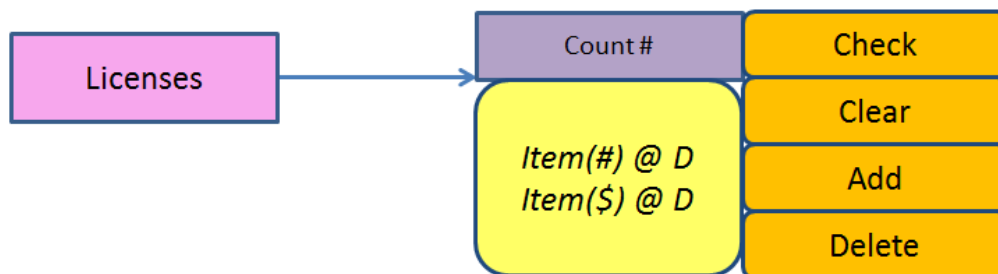 Licenses
Count #
Item(#) @ D
Item($) @ D
Check
Clear
Add
Delete